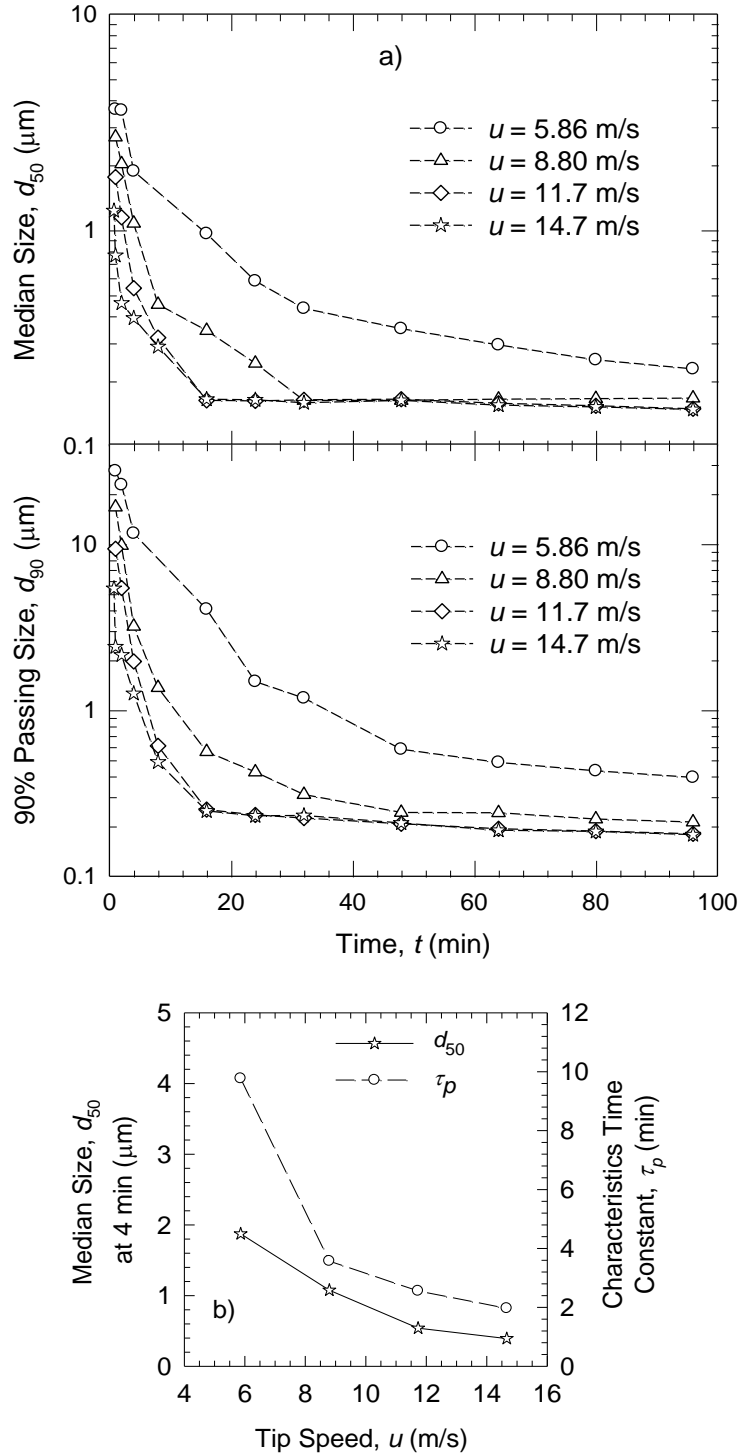 10
a)
Median Size, d50 (μm)
u = 5.86 m/s
u = 8.80 m/s
u = 11.7 m/s
u = 14.7 m/s
1
0.1
90% Passing Size, d90 (μm)
10
u = 5.86 m/s
u = 8.80 m/s
u = 11.7 m/s
u = 14.7 m/s
1
0.1
0 20 40 60 80 100
Time, t (min)
5 12
d50
τp
4 10
8
3
6
2
4
1
2
0 0
b)
Median Size, d50
at 4 min (μm)
Characteristics Time
Constant, τp (min)
4 6 8 10 12 14 16
Tip Speed, u (m/s)